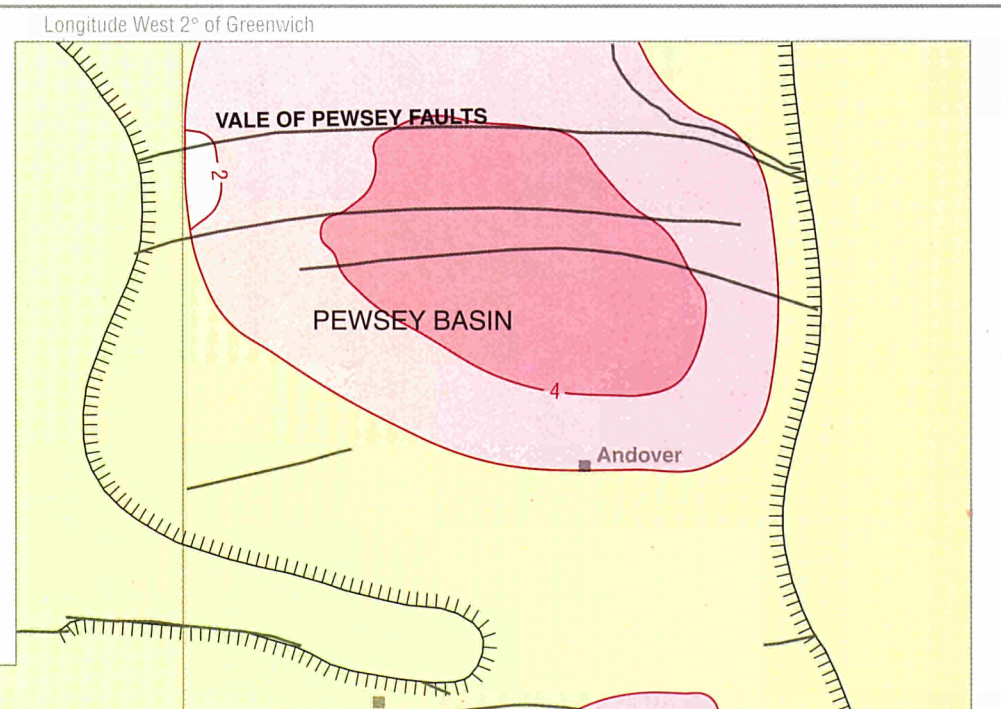 Longitude West 2° of Greenwich
VALE OF PEWSEY FAULTS
2
PEWSEY BASIN
4
Andover